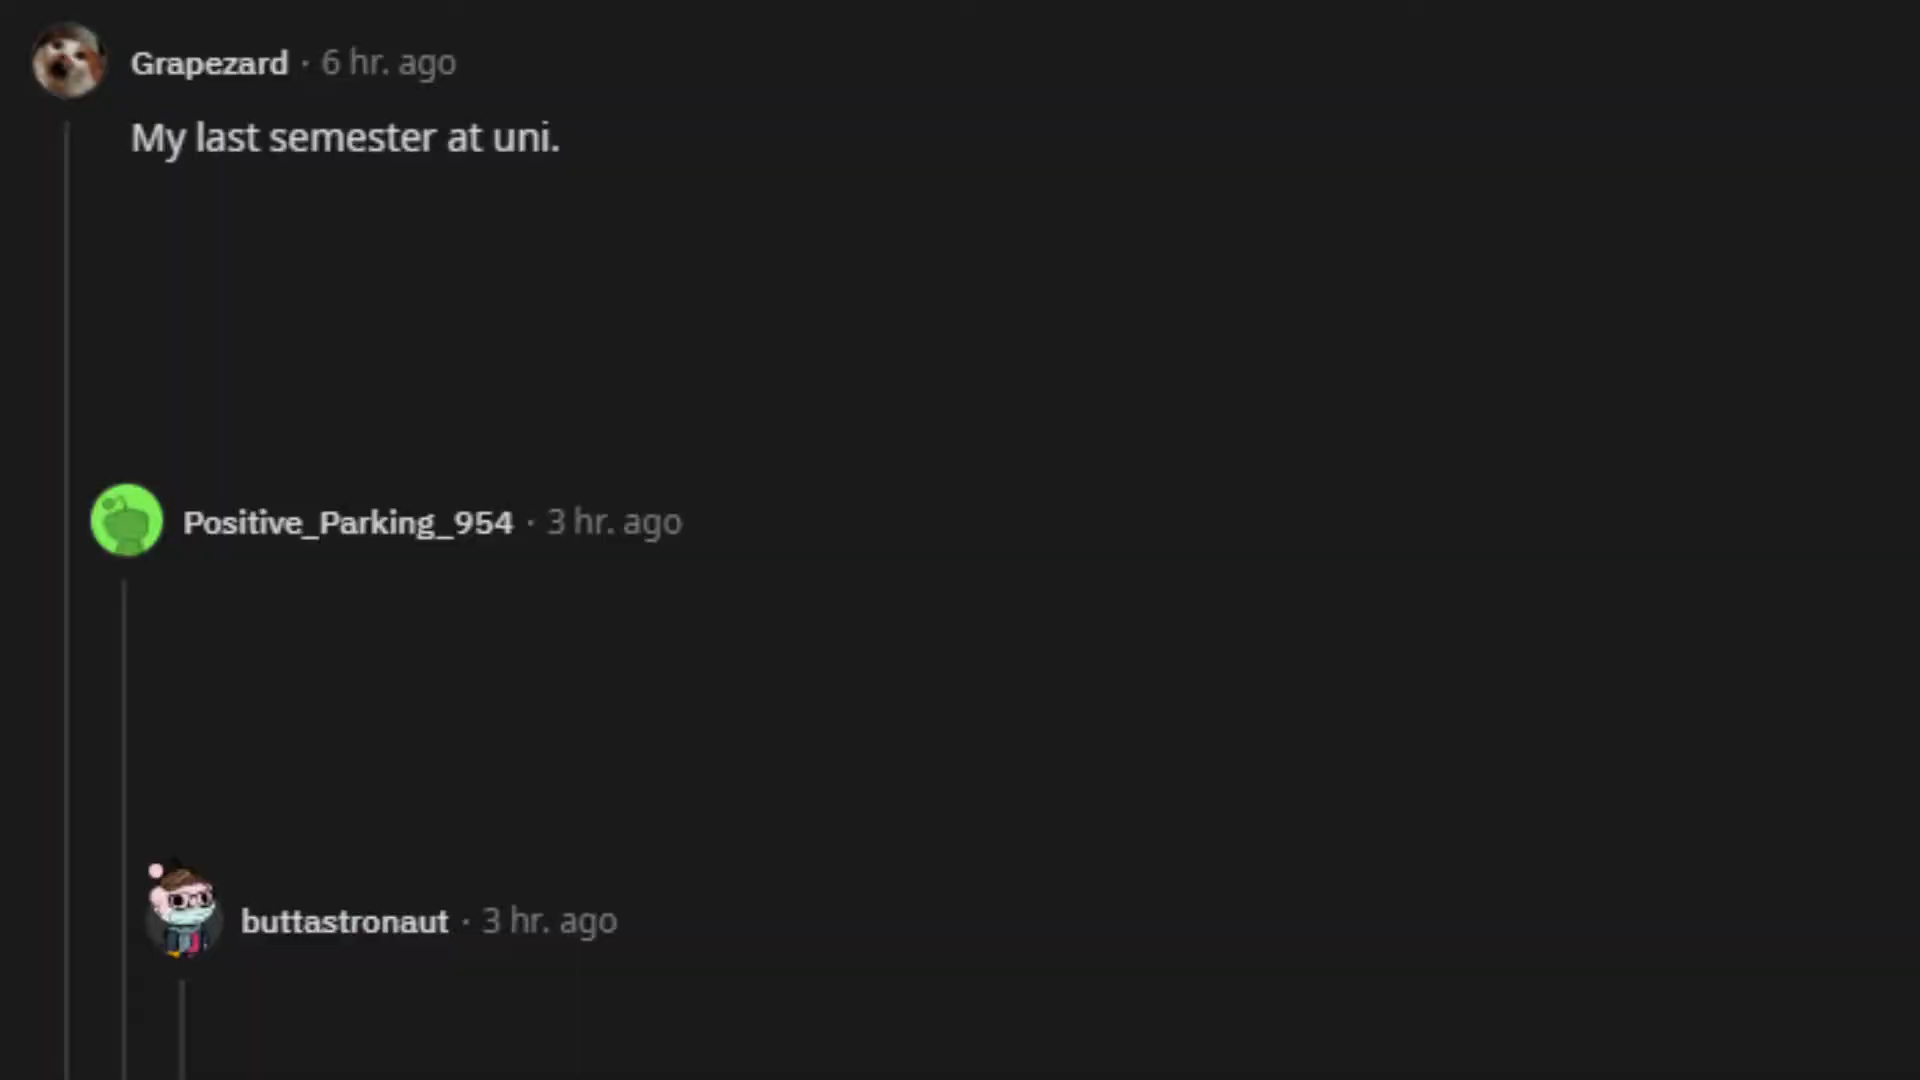 Grapezard · 6 hr. ago
My last semester at uni.
Positive_Parking_954 · 3 hr. ago
buttastronaut · 3 hr. ago